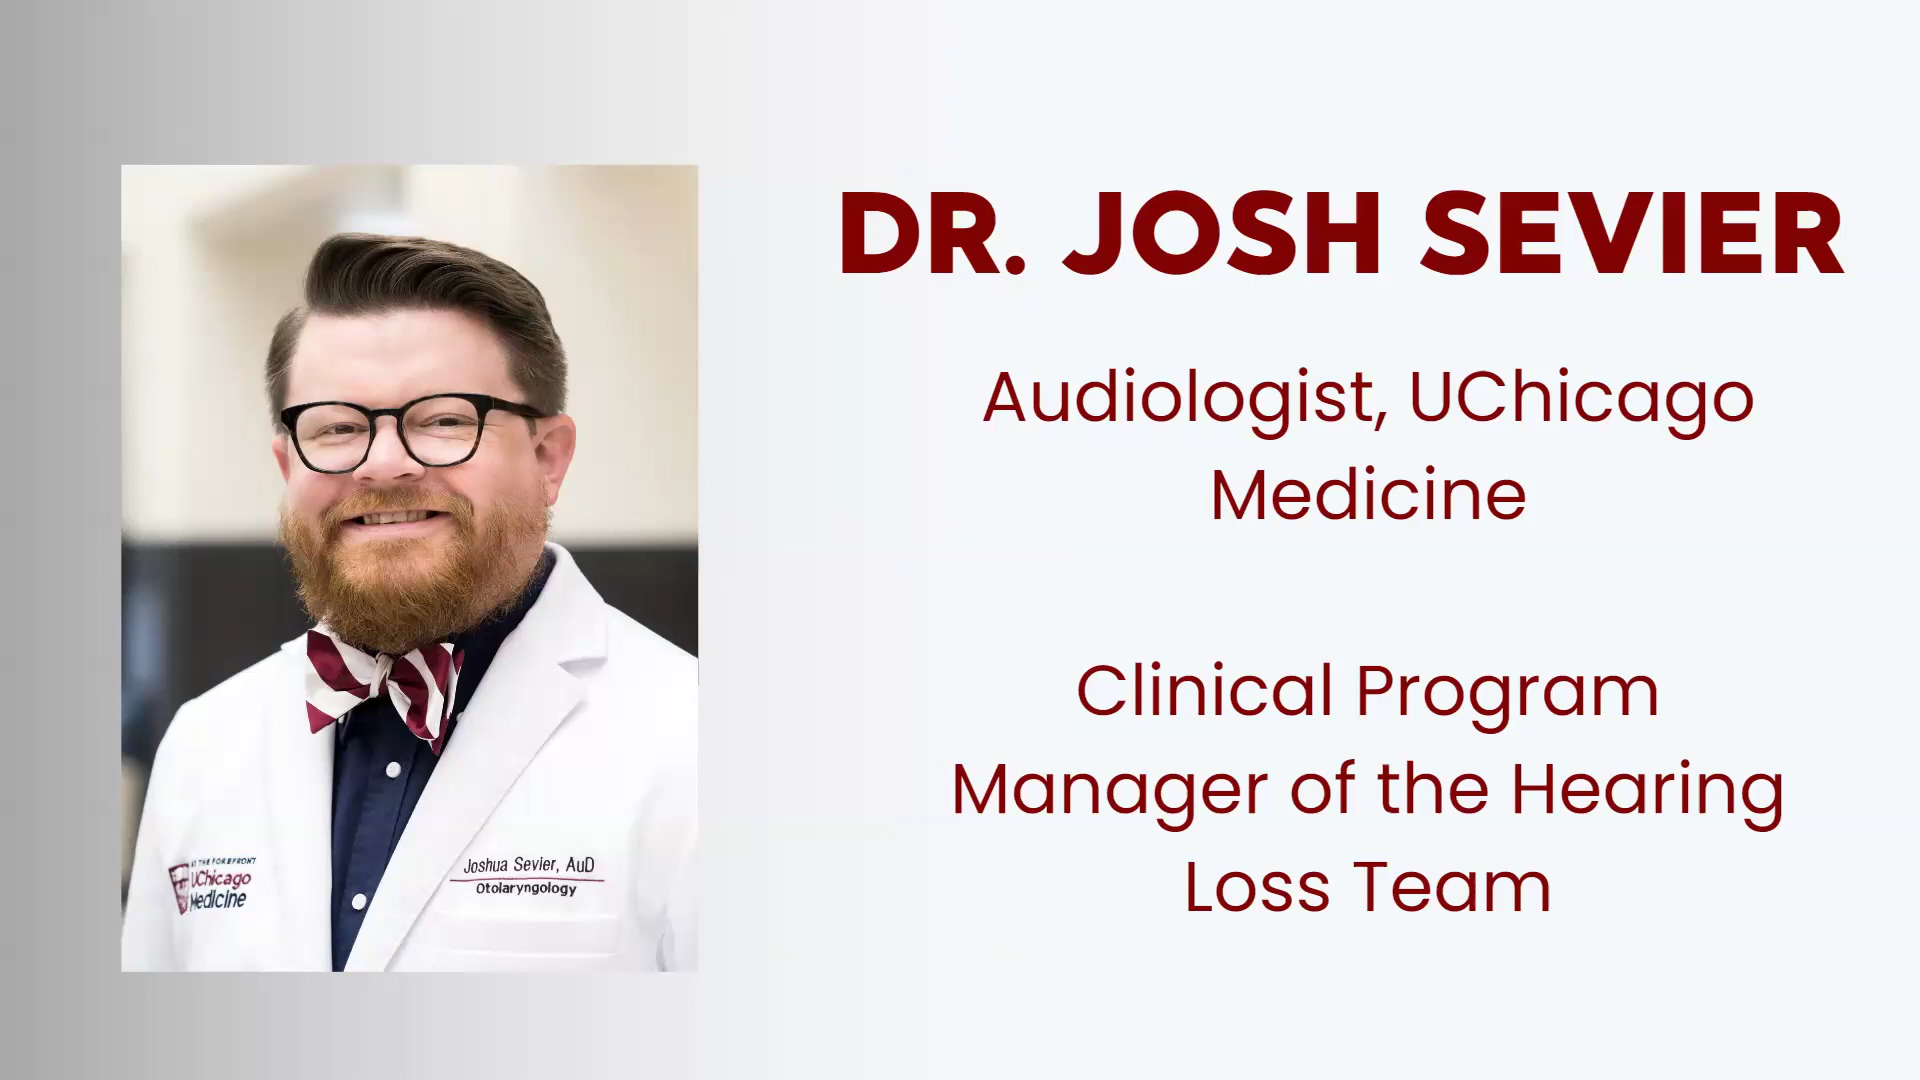 DR. JOSH SEVIER
Audiologist, UChicago
Medicine
Clinical Program
Manager of the Hearing
Loss Team
AT THE FOREFRONT
UChicago
Medicine
Joshua Sevier, AuD
Otolaryngology